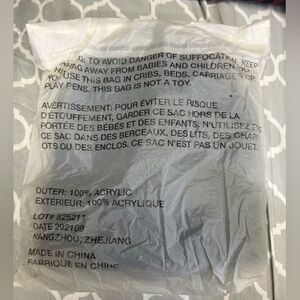 G: TO AVOID DANGER OF SUFFOCATION, KEEP
AWAY FROM BABIES AND CHILDREN. DO
NOT USE THIS BAG IN CRIBS, BEDS, CARRIAGES OR
PLAY PENS. THIS BAG IS NOT A TOY.
AVERTISSEMENT: POUR ÉVITER LE RISQUE
D'ÉTOUFFEMENT, GARDER CE SAC HORS DE LA
PORTÉE DES BÉBÉS ET DES ENFANTS, N'UTILISEZ
CE SAC DANS DES BERCEAUX, DES LITS, DES CHAR
OTS OU DES ENCLOS. CE SAC N'EST PAS UN JOUET.
OUTER: 100% ACRYLIC
EXTÉRIEUR: 100% ACRYLIQUE
LOT# 825211
DATE 202109
HANGZHOU, ZHEJIANG
MADE IN CHINA
FABRIQUÉ EN CHINE